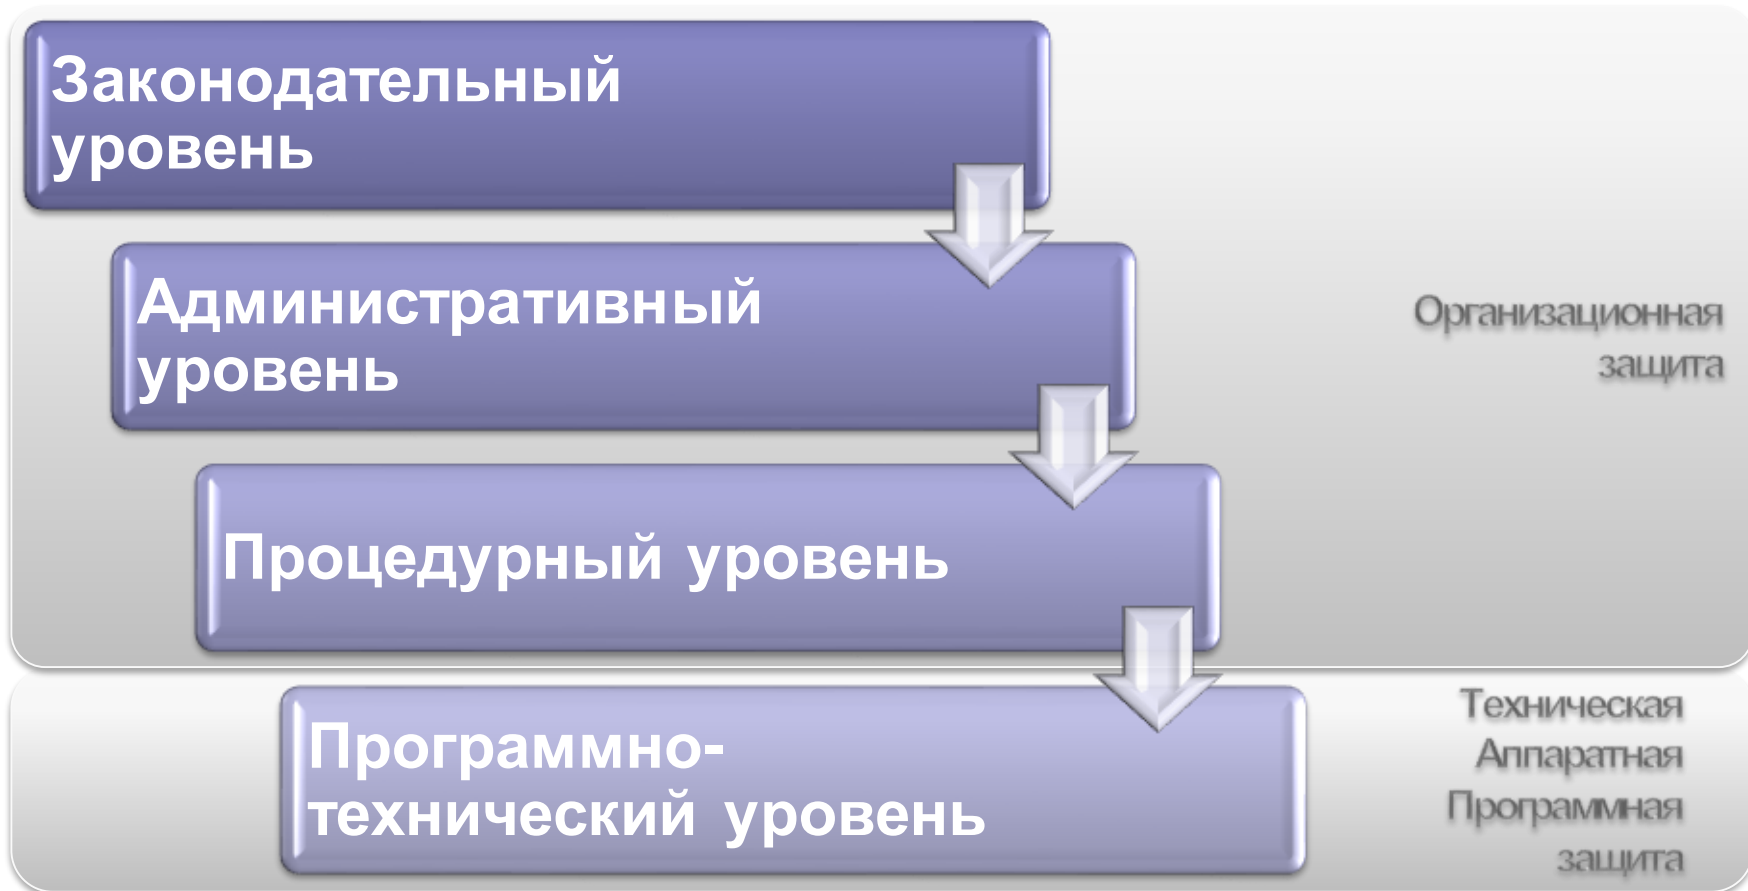 Законодательный
уровень
Административный
уровень
Организационная
защита
Процедурный уровень
Программно-
технический уровень
Техническая
Аппаратная
Программная
защита